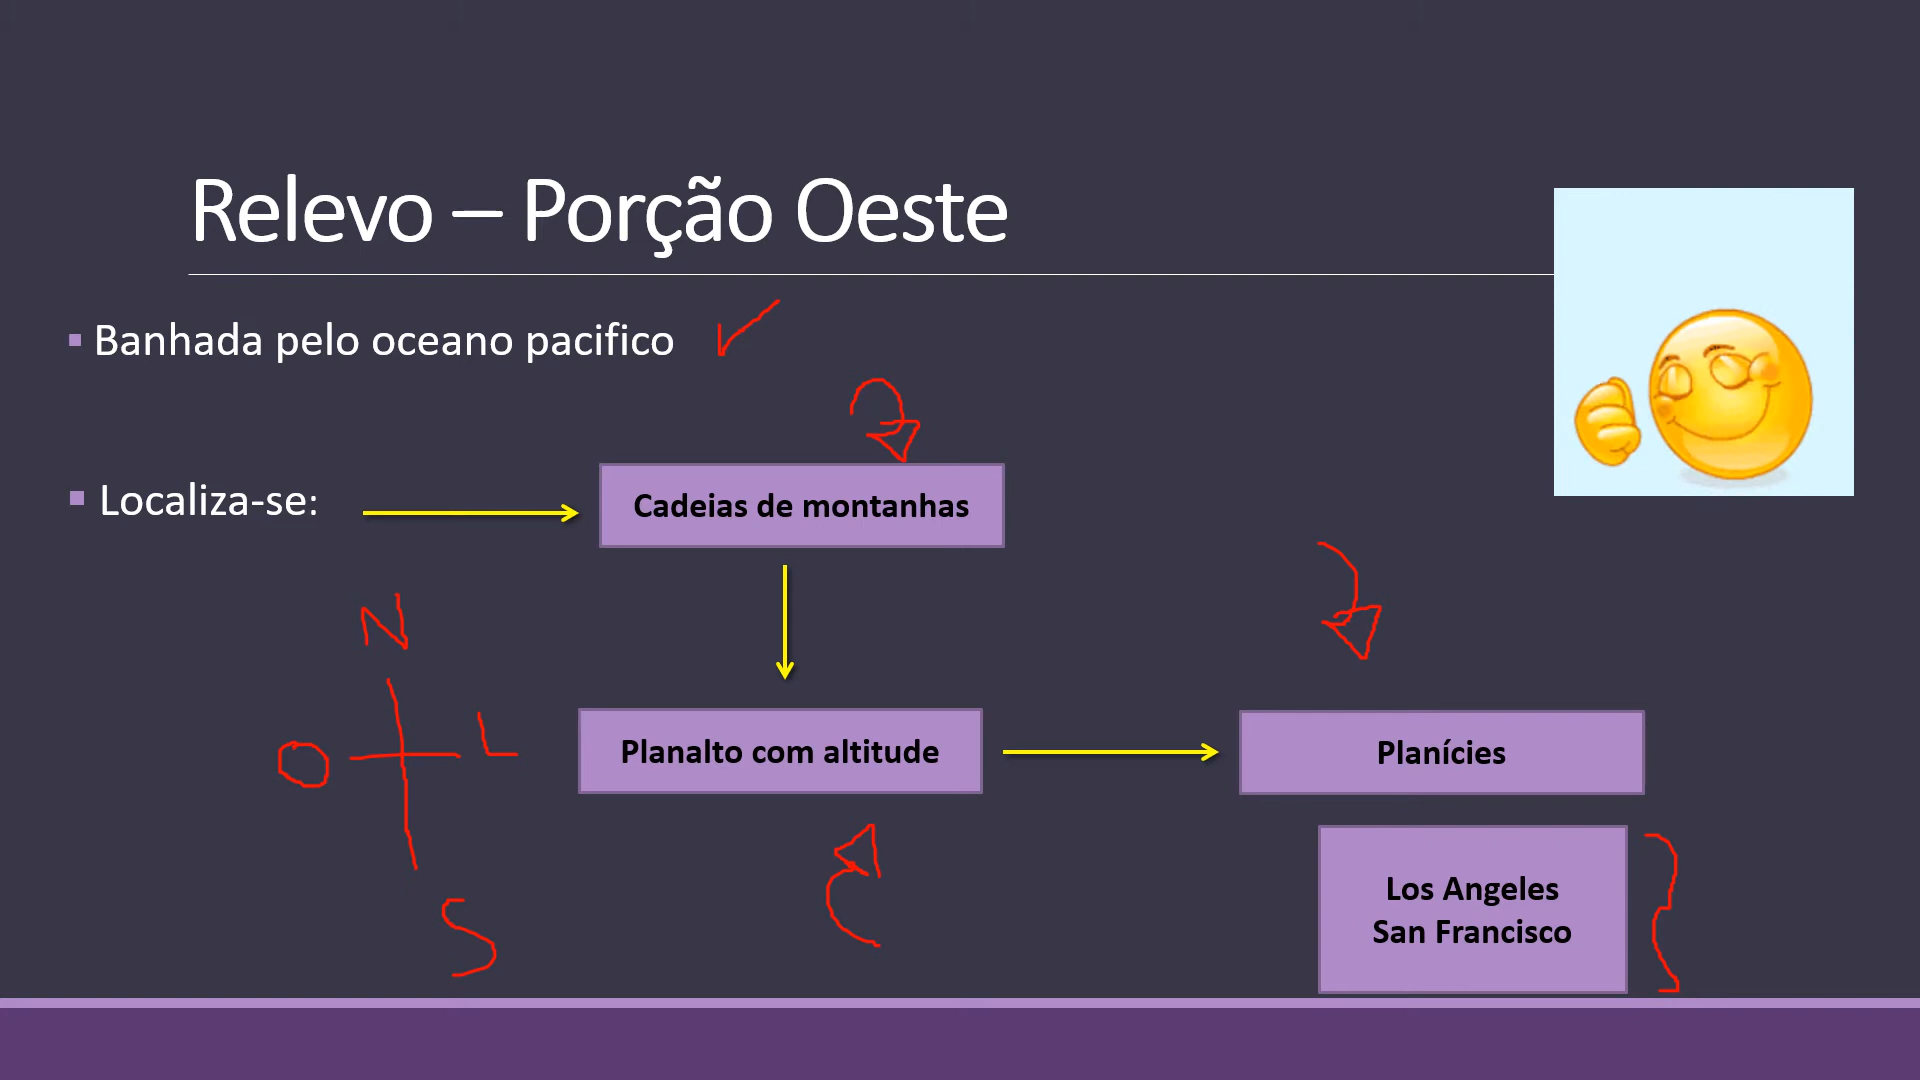 Relevo – Porção Oeste
Banhada pelo oceano pacifico
Localiza-se:
Cadeias de montanhas
N
O
L
S
Planalto com altitude
Planícies
Los Angeles
San Francisco